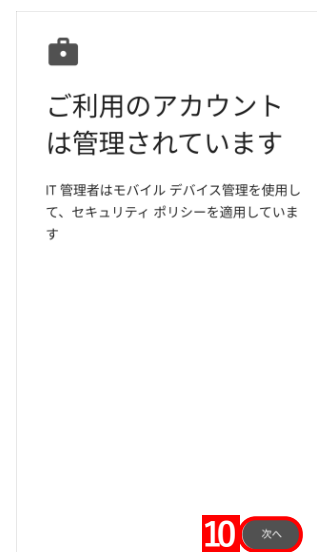 ご利用のアカウント
は管理されています
IT 管理者はモバイル デバイス管理を使用し
て、セキュリティ ポリシーを適用していま
す
10 次へ